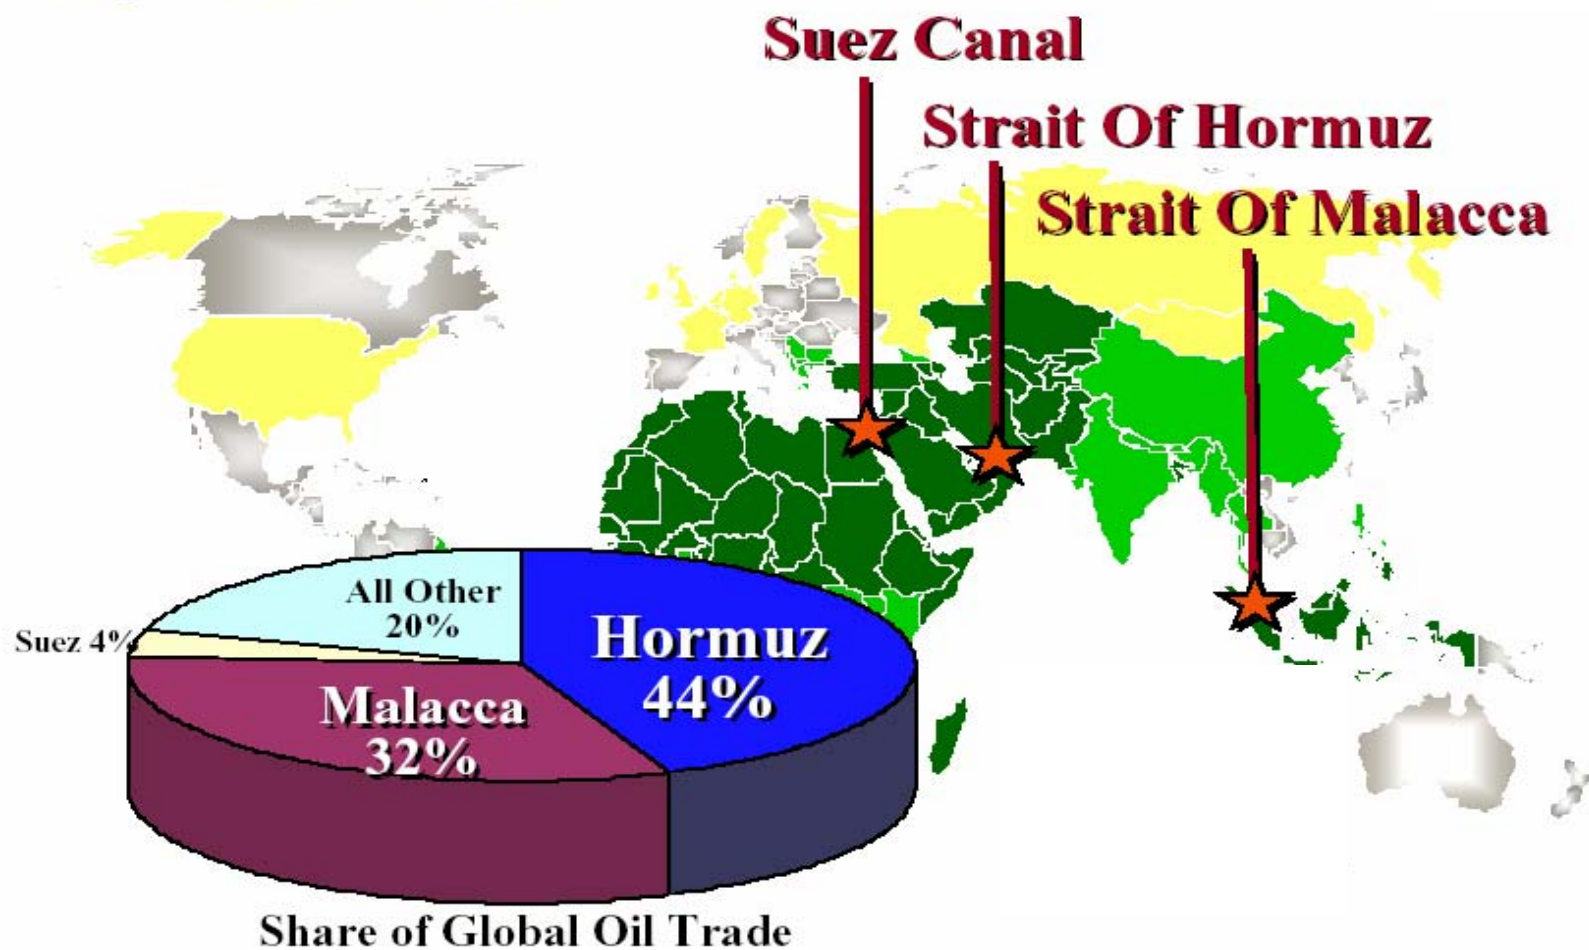 Suez Canal
Strait Of Hormuz
Strait Of Malacca
All Other
20%
Suez 4%
Hormuz
44%
Malacca
32%
Share of Global Oil Trade